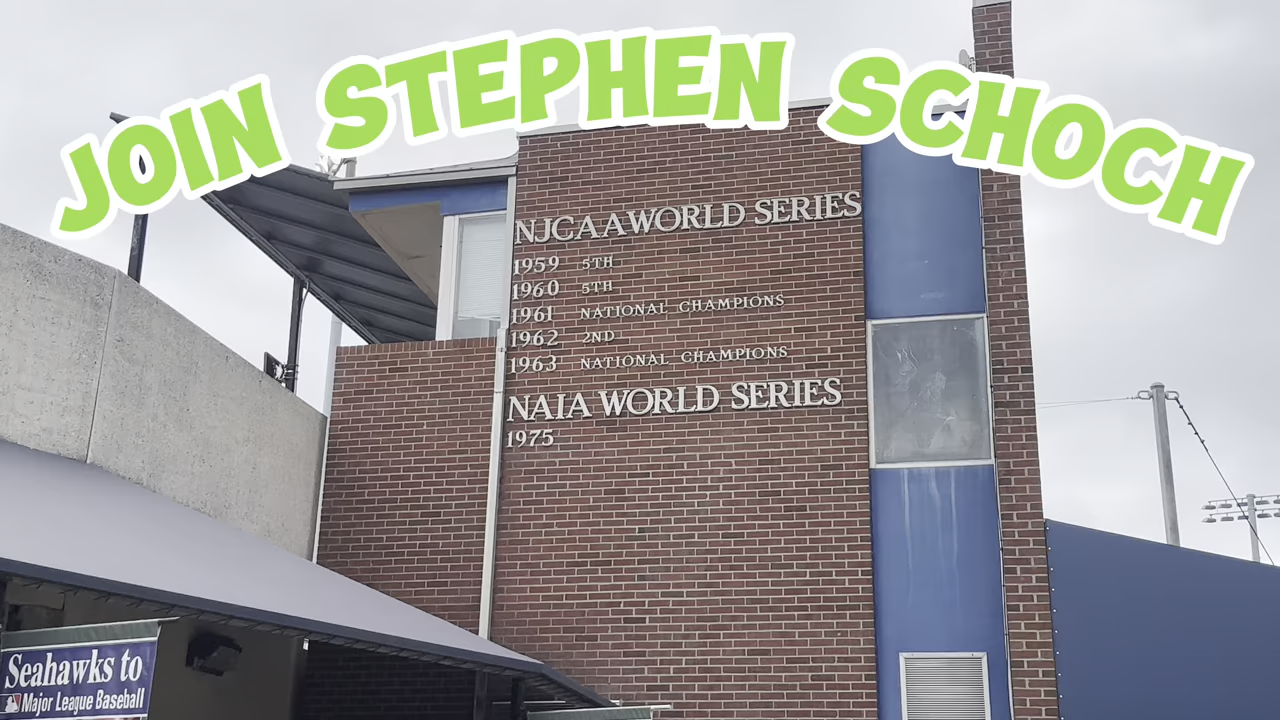 JOIN STEPHEN SCHOCH
NJCAA WORLD SERIES
1959 5TH
1960 5TH
1961 NATIONAL CHAMPIONS
1962 2ND
1963 NATIONAL CHAMPIONS
NAIA WORLD SERIES
1975
Seahawks to
Major League Baseball